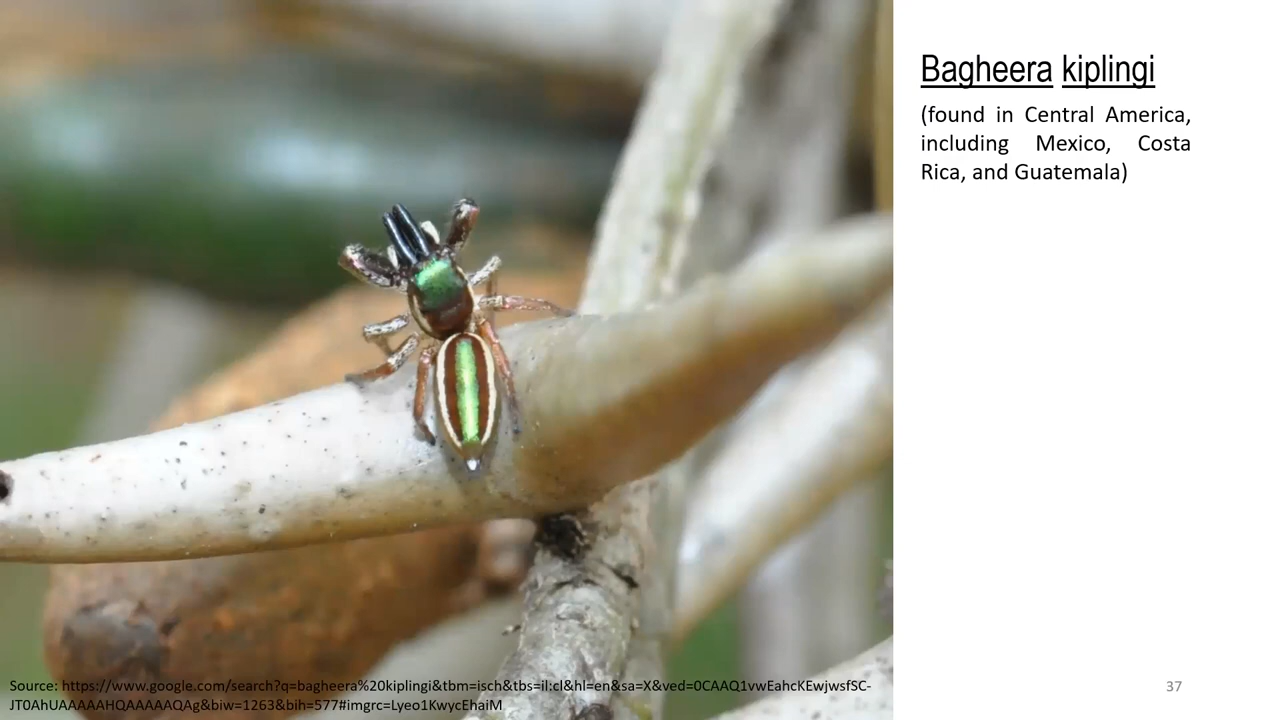 Bagheera kiplingi
(found in Central America,
including Mexico, Costa
Rica, and Guatemala)
Source: https://www.google.com/search?q=bagheera%20kiplingi&tbm=isch&tbs=il:cl&hl=en&sa=X&ved=0CAAQ1vwEahcKEwjwsfSC-
JT0AhUAAAAAHQAAAAAQAg&biw=1263&bih=577#imgrc=Lyeo1KwycEhaiM
37